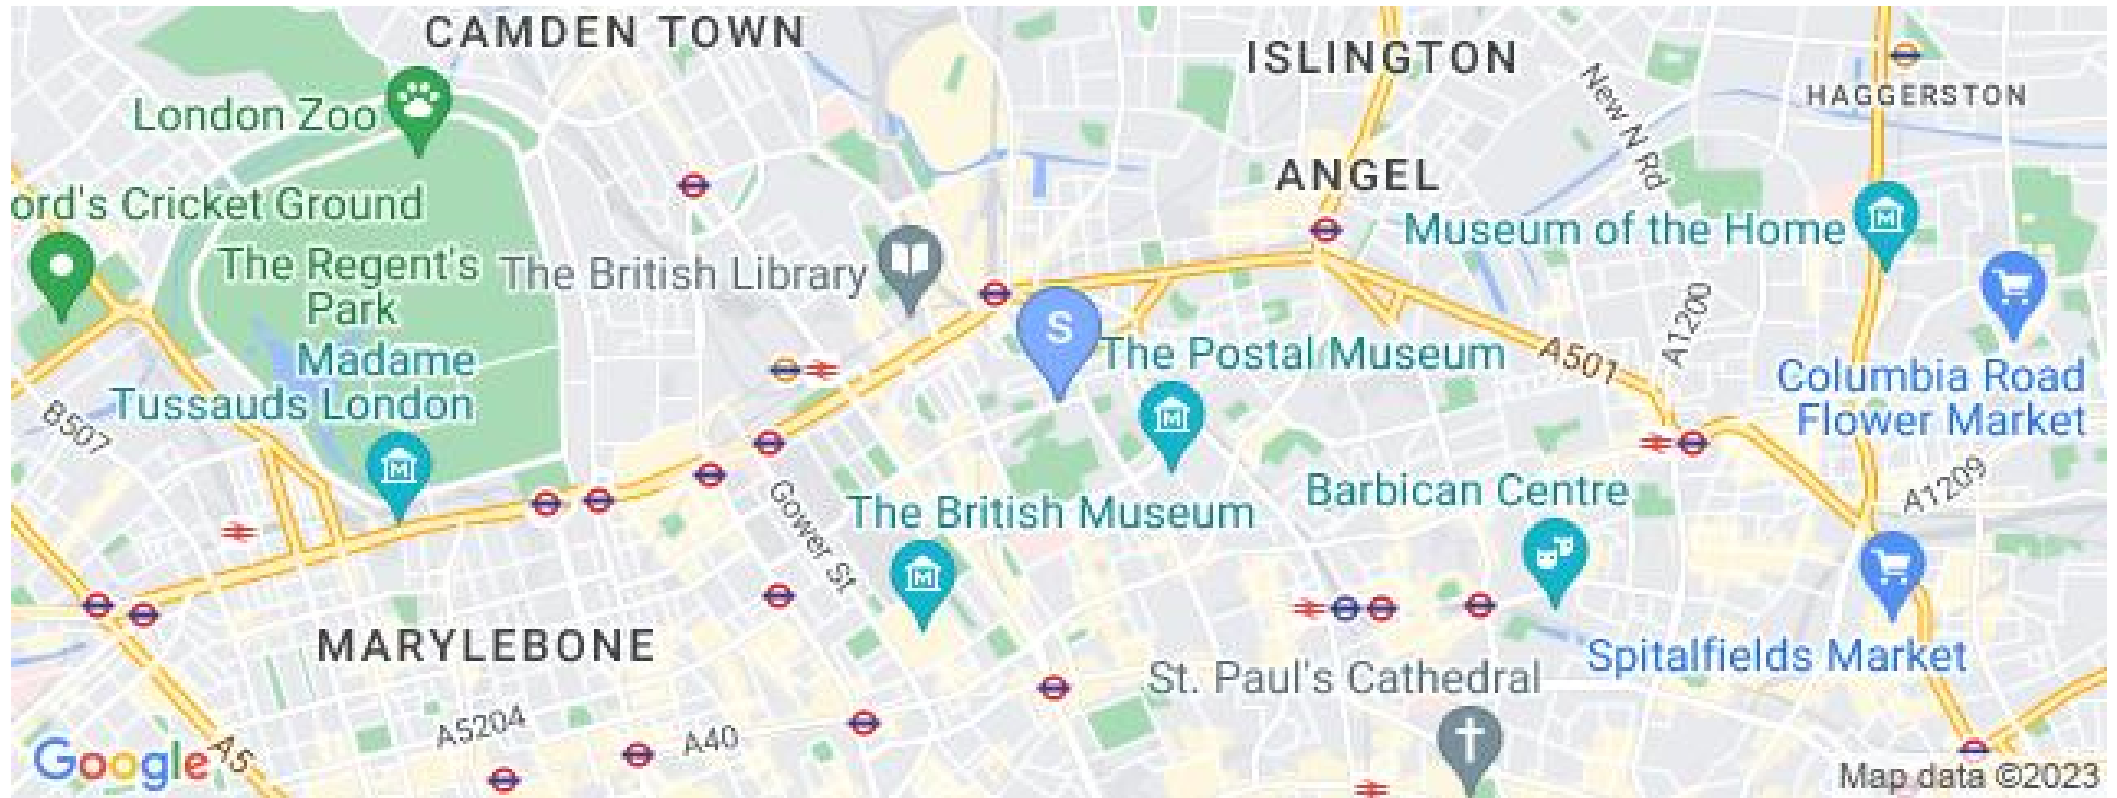 CAMDEN TOWN
ISLINGTON
HAGGERSTON
New N Rd
London Zoo
ANGEL
ord's Cricket Ground
Museum of the Home
The Regent's
Park
The British Library
S
A1200
Madame
Tussauds London
The Postal Museum
A501
Columbia Road
Flower Market
B507
Gower St
The British Museum
Barbican Centre
A1209
MARYLEBONE
St. Paul's Cathedral
Spitalfields Market
A5204
A40
A5
Google
Map data ©2023